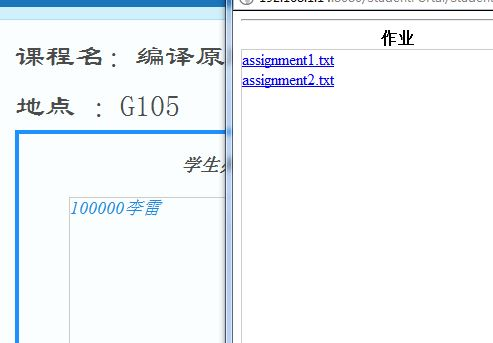 课程名: 编译原
地点 : G105
学生
100000李雷
作业
assignment1.txt
assignment2.txt